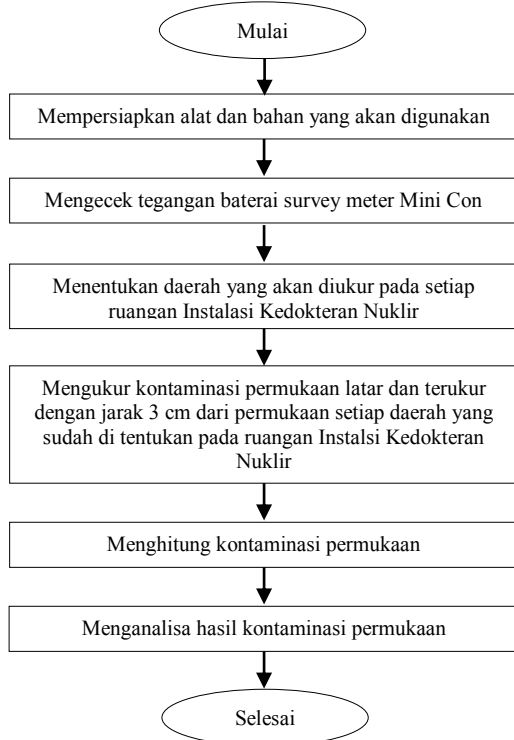 Mulai
Mempersiapkan alat dan bahan yang akan digunakan
Mengecek tegangan baterai survey meter Mini Con
Menentukan daerah yang akan diukur pada setiap
ruangan Instalasi Kedokteran Nuklir
Mengukur kontaminasi permukaan latar dan terukur
dengan jarak 3 cm dari permukaan setiap daerah yang
sudah di tentukan pada ruangan Instalsi Kedokteran
Nuklir
Menghitung kontaminasi permukaan
Menganalisa hasil kontaminasi permukaan
Selesai